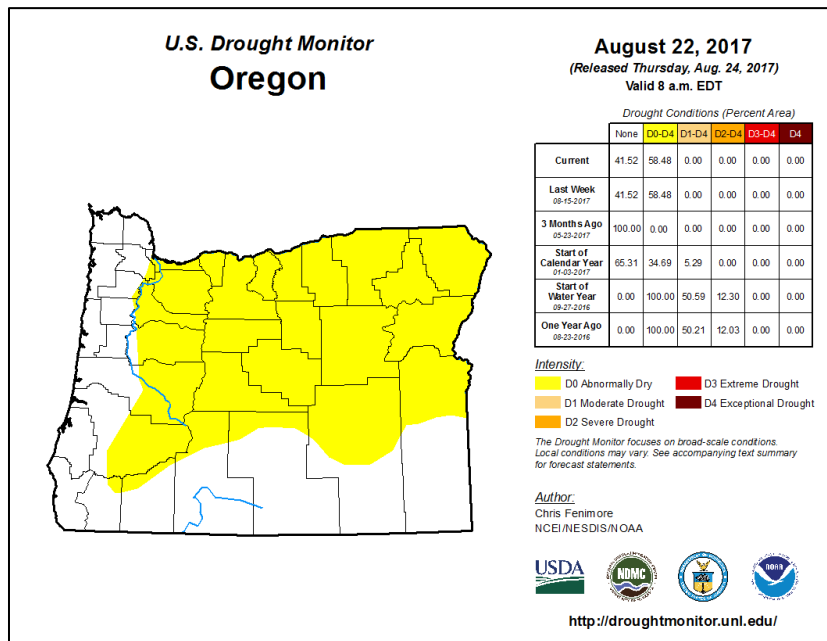 U.S. Drought Monitor
Oregon
August 22, 2017
(Released Thursday, Aug. 24, 2017)
Valid 8 a.m. EDT
Drought Conditions (Percent Area)
None D0-D4 D1-D4 D2-D4 D3-D4 D4
Current 41.52 58.48 0.00 0.00 0.00 0.00
Last Week
08-15-2017 41.52 58.48 0.00 0.00 0.00 0.00
3 Months Ago
05-23-2017 100.00 0.00 0.00 0.00 0.00 0.00
Start of
Calendar Year
01-03-2017 65.31 34.69 5.29 0.00 0.00 0.00
Start of
Water Year
09-27-2016 0.00 100.00 50.59 12.30 0.00 0.00
One Year Ago
08-23-2016 0.00 100.00 50.21 12.03 0.00 0.00
Intensity:
D0 Abnormally Dry
D1 Moderate Drought
D2 Severe Drought
D3 Extreme Drought
D4 Exceptional Drought
The Drought Monitor focuses on broad-scale conditions.
Local conditions may vary. See accompanying text summary
for forecast statements.
Author:
Chris Fenimore
NCEI/NESDIS/NOAA
USDA
NDMC
NOAA
http://droughtmonitor.unl.edu/